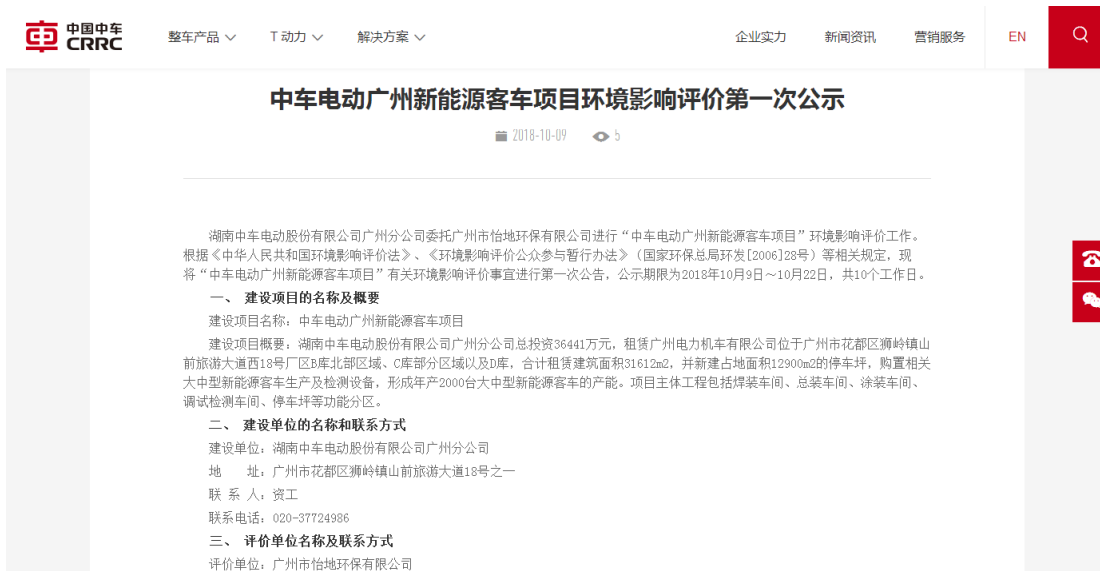 中国中车
CRRC
整车产品 T 动力 解决方案 企业实力 新闻资讯 营销服务 EN
中车电动广州新能源客车项目环境影响评价第一次公示
2018-10-09 5
湖南中车电动股份有限公司广州分公司委托广州市怡地环保有限公司进行“中车电动广州新能源客车项目”环境影响评价工作。
根据《中华人民共和国环境影响评价法》、《环境影响评价公众参与暂行办法》（国家环保总局环发[2006]28号）等相关规定，现
将“中车电动广州新能源客车项目”有关环境影响评价事宜进行第一次公告，公示期限为2018年10月9日～10月22日，共10个工作日。
一、 建设项目的名称及概要
建设项目名称：中车电动广州新能源客车项目
建设项目概要：湖南中车电动股份有限公司广州分公司总投资36441万元，租赁广州电力机车有限公司位于广州市花都区狮岭镇山
前旅游大道西18号厂区B库北部区域、C库部分区域以及D库，合计租赁建筑面积31612m2，并新建占地面积12900m2的停车坪，购置相关
大中型新能源客车生产及检测设备，形成年产2000台大中型新能源客车的产能。项目主体工程包括焊装车间、总装车间、涂装车间、
调试检测车间、停车坪等功能分区。
二、 建设单位的名称和联系方式
建设单位：湖南中车电动股份有限公司广州分公司
地 址：广州市花都区狮岭镇山前旅游大道18号之一
联 系 人：资工
联系电话：020-37724986
三、 评价单位名称及联系方式
评价单位：广州市怡地环保有限公司